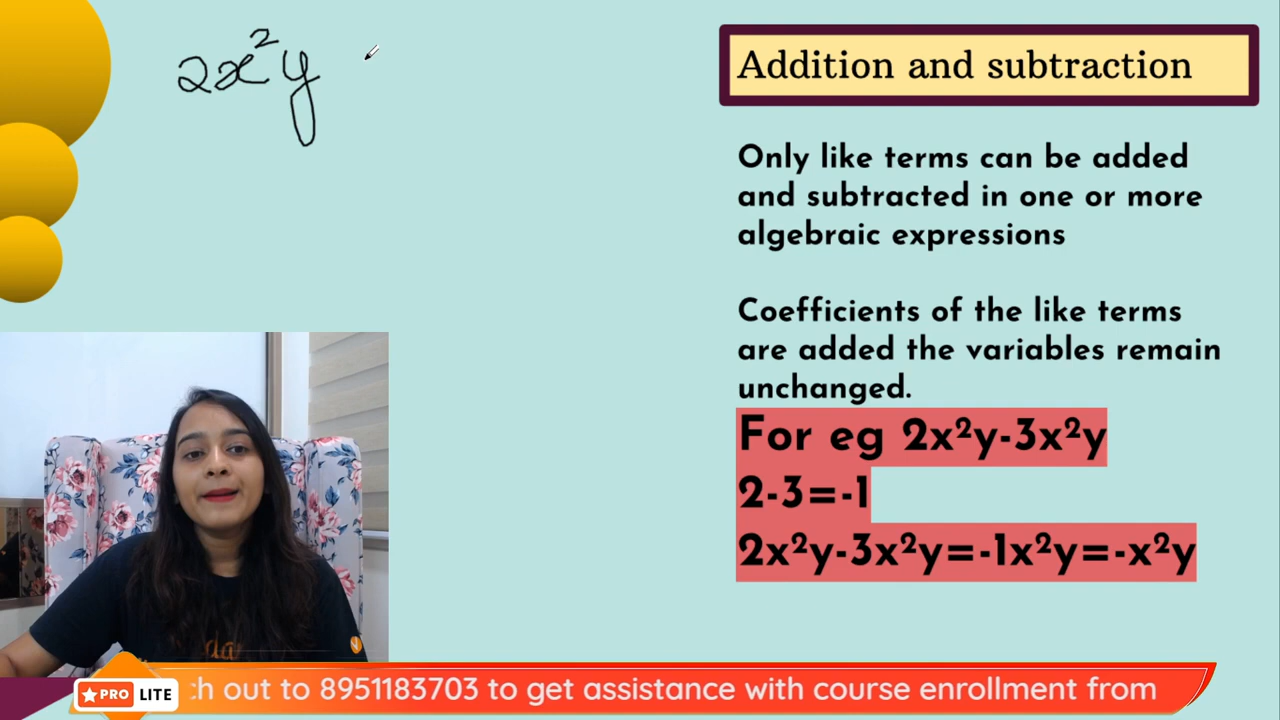 2x²y
Addition and subtraction
Only like terms can be added
and subtracted in one or more
algebraic expressions
Coefficients of the like terms
are added the variables remain
unchanged.
For eg 2x²y-3x²y
2-3=-1
2x²y-3x²y=-1x²y=-x²y
PRO LITE
ch out to 8951183703 to get assistance with course enrollment from